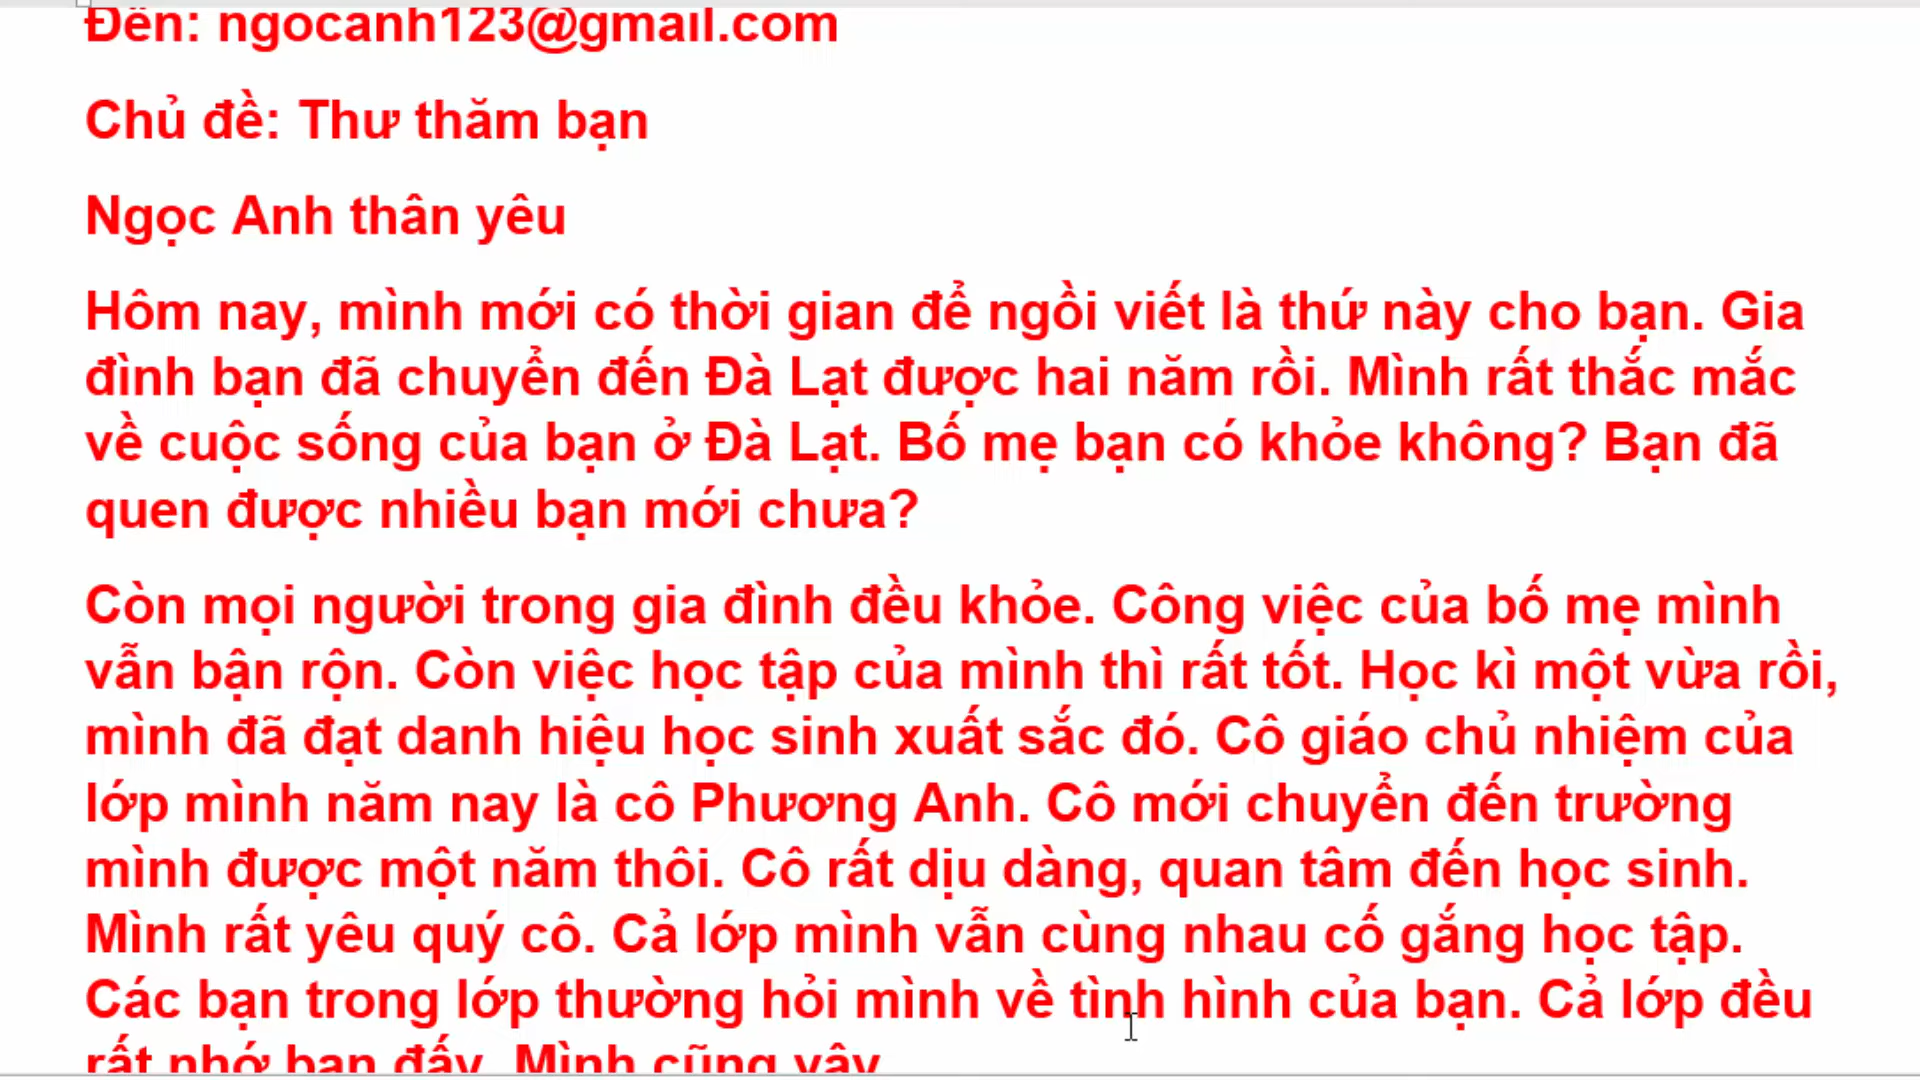 Đến: ngocanh123@gmail.com
Chủ đề: Thư thăm bạn
Ngọc Anh thân yêu
Hôm nay, mình mới có thời gian để ngồi viết là thứ này cho bạn. Gia
đình bạn đã chuyển đến Đà Lạt được hai năm rồi. Mình rất thắc mắc
về cuộc sống của bạn ở Đà Lạt. Bố mẹ bạn có khỏe không? Bạn đã
quen được nhiều bạn mới chưa?
Còn mọi người trong gia đình đều khỏe. Công việc của bố mẹ mình
vẫn bận rộn. Còn việc học tập của mình thì rất tốt. Học kì một vừa rồi,
mình đã đạt danh hiệu học sinh xuất sắc đó. Cô giáo chủ nhiệm của
lớp mình năm nay là cô Phương Anh. Cô mới chuyển đến trường
mình được một năm thôi. Cô rất dịu dàng, quan tâm đến học sinh.
Mình rất yêu quý cô. Cả lớp mình vẫn cùng nhau cố gắng học tập.
Các bạn trong lớp thường hỏi mình về tình hình của bạn. Cả lớp đều
rất nhớ bạn đấy. Mình cũng vậy